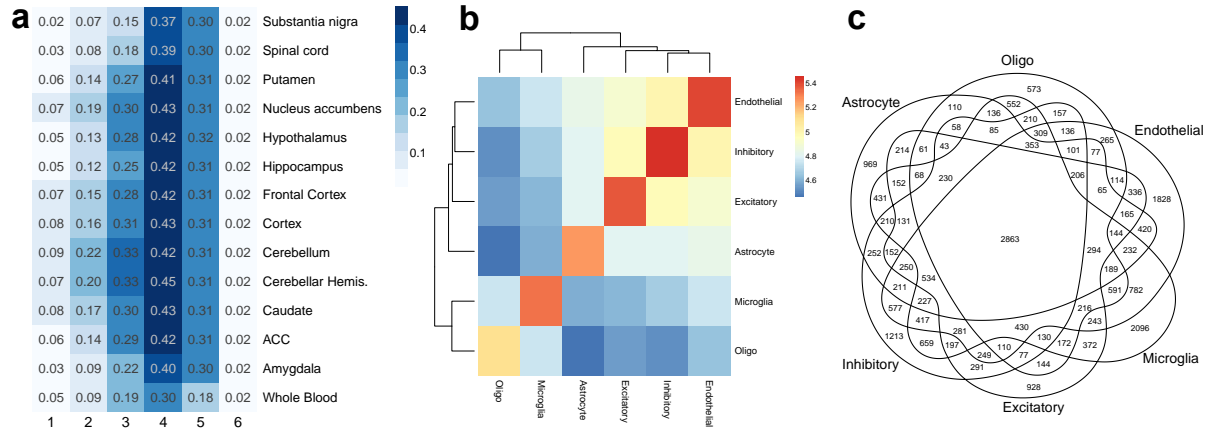 a
0.02 0.07 0.15 0.37 0.30 0.02 Substantia nigra
0.03 0.08 0.18 0.39 0.30 0.02 Spinal cord
0.06 0.14 0.27 0.41 0.31 0.02 Putamen
0.07 0.19 0.30 0.43 0.31 0.02 Nucleus accumbens
0.05 0.13 0.28 0.42 0.32 0.02 Hypothalamus
0.05 0.12 0.25 0.42 0.31 0.02 Hippocampus
0.07 0.15 0.28 0.42 0.31 0.02 Frontal Cortex
0.08 0.16 0.31 0.43 0.31 0.02 Cortex
0.09 0.22 0.33 0.42 0.31 0.02 Cerebellum
0.07 0.20 0.33 0.45 0.31 0.02 Cerebellar Hemis.
0.08 0.17 0.30 0.43 0.31 0.02 Caudate
0.06 0.14 0.29 0.42 0.31 0.02 ACC
0.03 0.09 0.22 0.40 0.30 0.02 Amygdala
0.05 0.09 0.19 0.30 0.18 0.02 Whole Blood
1 2 3 4 5 6
0.4
0.3
0.2
0.1
b
Endothelial
Inhibitory
Excitatory
Astrocyte
Microglia
Oligo
Oligo
Microglia
Astrocyte
Excitatory
Inhibitory
Endothelial
5.4
5.2
5
4.8
4.6
c
Oligo
573
Astrocyte
110 136 552 210 157
Endothelial
58 85 309 136 265
214 61 43 353 101 77
969 152 68 230 206 114
431 65 336 1828
210 131 165 420
252 152 2863 144 232
250 294
211 534 189
577 227 591 782
417 216
1213 659 281 430 243 2096
197 110 130 172 372
249 77
291 144
Inhibitory
Microglia
928
Excitatory